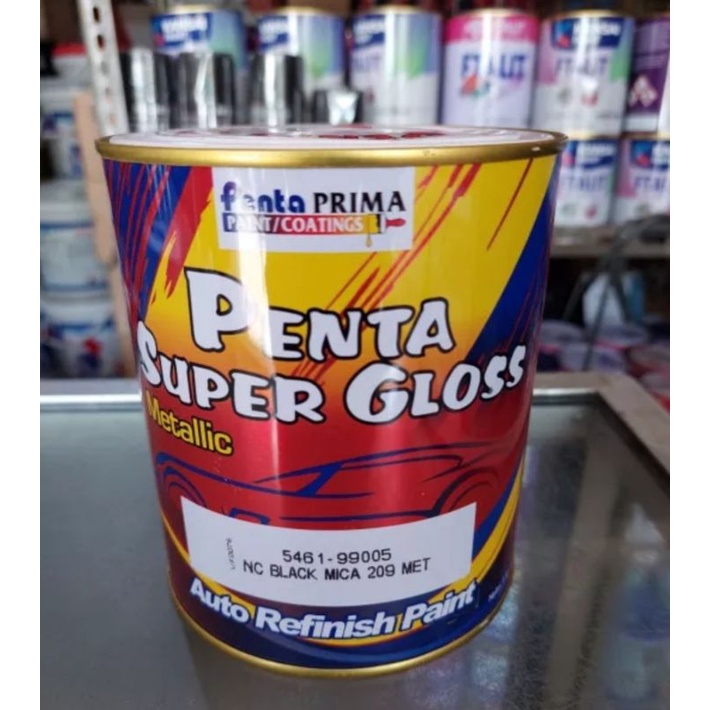 Penta PRIMA
PAINT/COATINGS
PENTA
SUPER GLOSS
Metallic
5461-99005
NC BLACK MICA 209 MET
Auto Refinish Paint